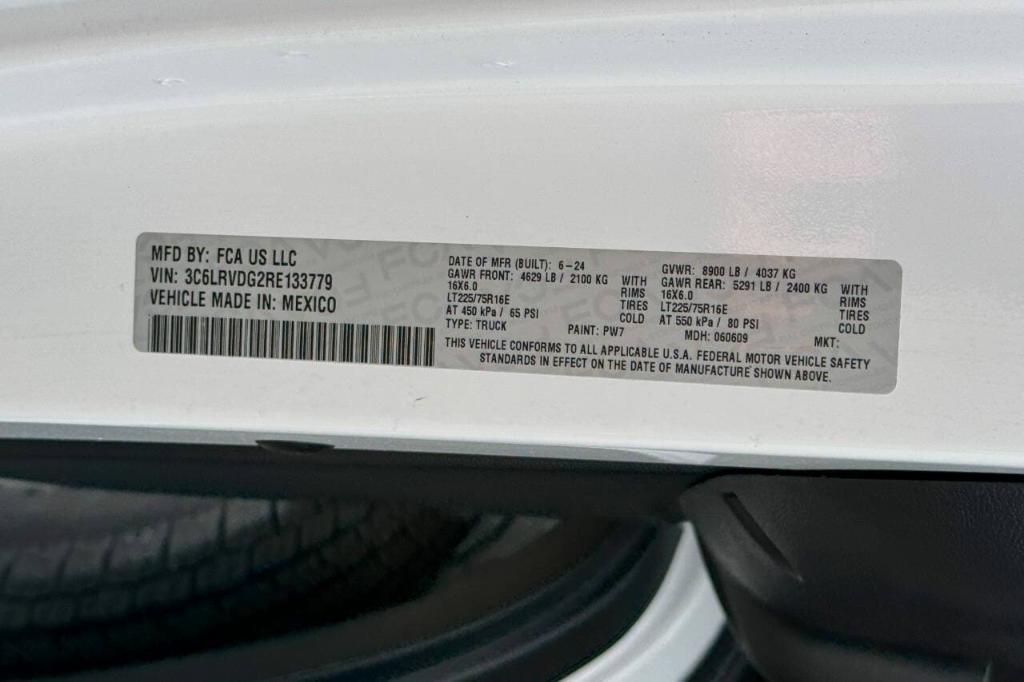 MFD BY: FCA US LLC
VIN: 3C6LRVDG2RE133779
VEHICLE MADE IN: MEXICO
DATE OF MFR (BUILT): 6-24
GAWR FRONT: 4629 LB / 2100 KG WITH
16X6.0 RIMS
LT225/75R16E TIRES
AT 450 kPa / 65 PSI COLD
TYPE: TRUCK PAINT: PW7
GVWR: 8900 LB / 4037 KG
GAWR REAR: 5291 LB / 2400 KG WITH
16X6.0 RIMS
LT225/75R16E TIRES
AT 550 kPa / 80 PSI COLD
MDH: 060609 MKT:
THIS VEHICLE CONFORMS TO ALL APPLICABLE U.S.A. FEDERAL MOTOR VEHICLE SAFETY
STANDARDS IN EFFECT ON THE DATE OF MANUFACTURE SHOWN ABOVE.